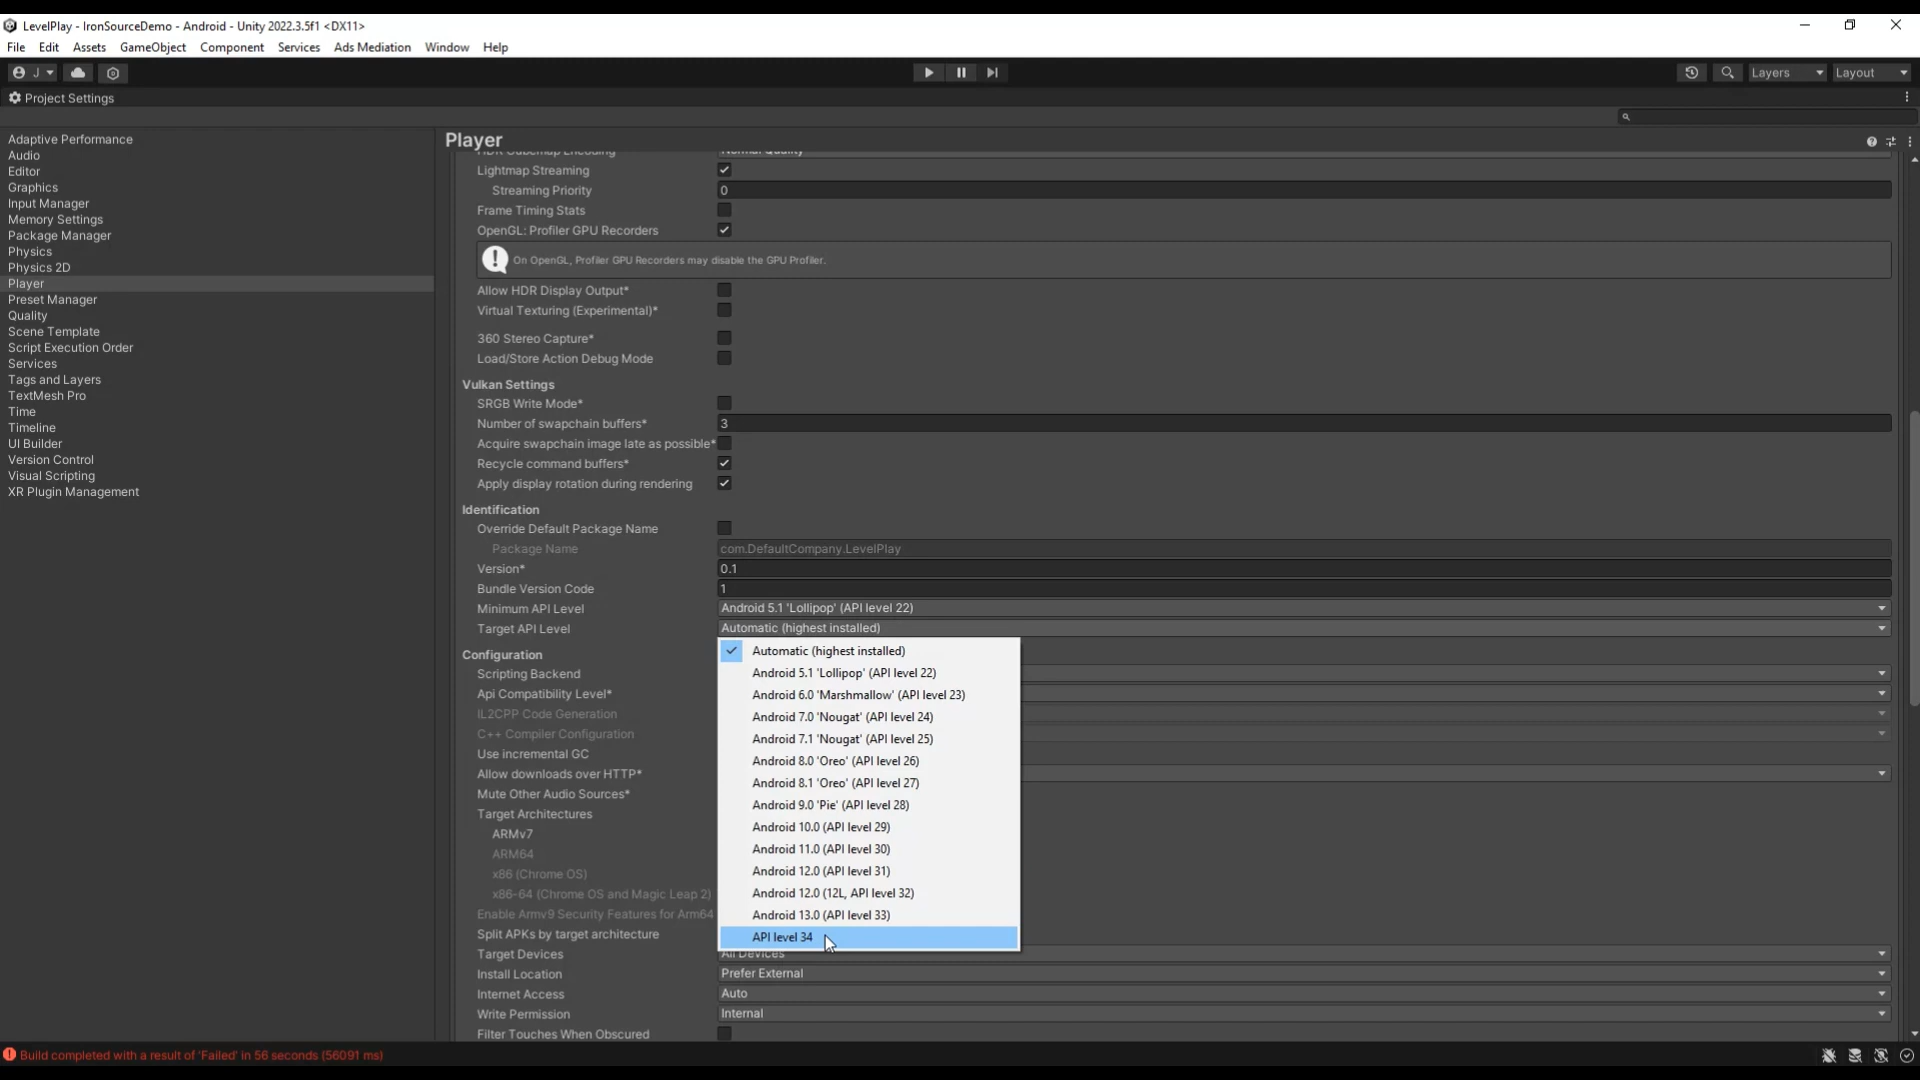 LevelPlay - IronSourceDemo - Android - Unity 2022.3.5f1 <DX11>
File Edit Assets GameObject Component Services Ads Mediation Window Help
J Layers Layout
Project Settings
Adaptive Performance
Audio
Editor
Graphics
Input Manager
Memory Settings
Package Manager
Physics
Physics 2D
Player
Preset Manager
Quality
Scene Template
Script Execution Order
Services
Tags and Layers
TextMesh Pro
Time
Timeline
UI Builder
Version Control
Visual Scripting
XR Plugin Management
Player
Lightmap Streaming
Streaming Priority 0
Frame Timing Stats
OpenGL: Profiler GPU Recorders
On OpenGL, Profiler GPU Recorders may disable the GPU Profiler.
Allow HDR Display Output*
Virtual Texturing (Experimental)*
360 Stereo Capture*
Load/Store Action Debug Mode
Vulkan Settings
SRGB Write Mode*
Number of swapchain buffers* 3
Acquire swapchain image late as possible*
Recycle command buffers*
Apply display rotation during rendering
Identification
Override Default Package Name
Package Name com.DefaultCompany.LevelPlay
Version* 0.1
Bundle Version Code 1
Minimum API Level Android 5.1 'Lollipop' (API level 22)
Target API Level Automatic (highest installed)
Configuration
Scripting Backend
Api Compatibility Level*
IL2CPP Code Generation
C++ Compiler Configuration
Use incremental GC
Allow downloads over HTTP*
Mute Other Audio Sources*
Target Architectures
ARMv7
ARM64
x86 (Chrome OS)
x86-64 (Chrome OS and Magic Leap 2)
Enable Armv9 Security Features for Arm64
Split APKs by target architecture
Target Devices All Devices
Install Location Prefer External
Internet Access Auto
Write Permission Internal
Filter Touches When Obscured
Automatic (highest installed)
Android 5.1 'Lollipop' (API level 22)
Android 6.0 'Marshmallow' (API level 23)
Android 7.0 'Nougat' (API level 24)
Android 7.1 'Nougat' (API level 25)
Android 8.0 'Oreo' (API level 26)
Android 8.1 'Oreo' (API level 27)
Android 9.0 'Pie' (API level 28)
Android 10.0 (API level 29)
Android 11.0 (API level 30)
Android 12.0 (API level 31)
Android 12.0 (12L, API level 32)
Android 13.0 (API level 33)
API level 34
Build completed with a result of 'Failed' in 56 seconds (56091 ms)